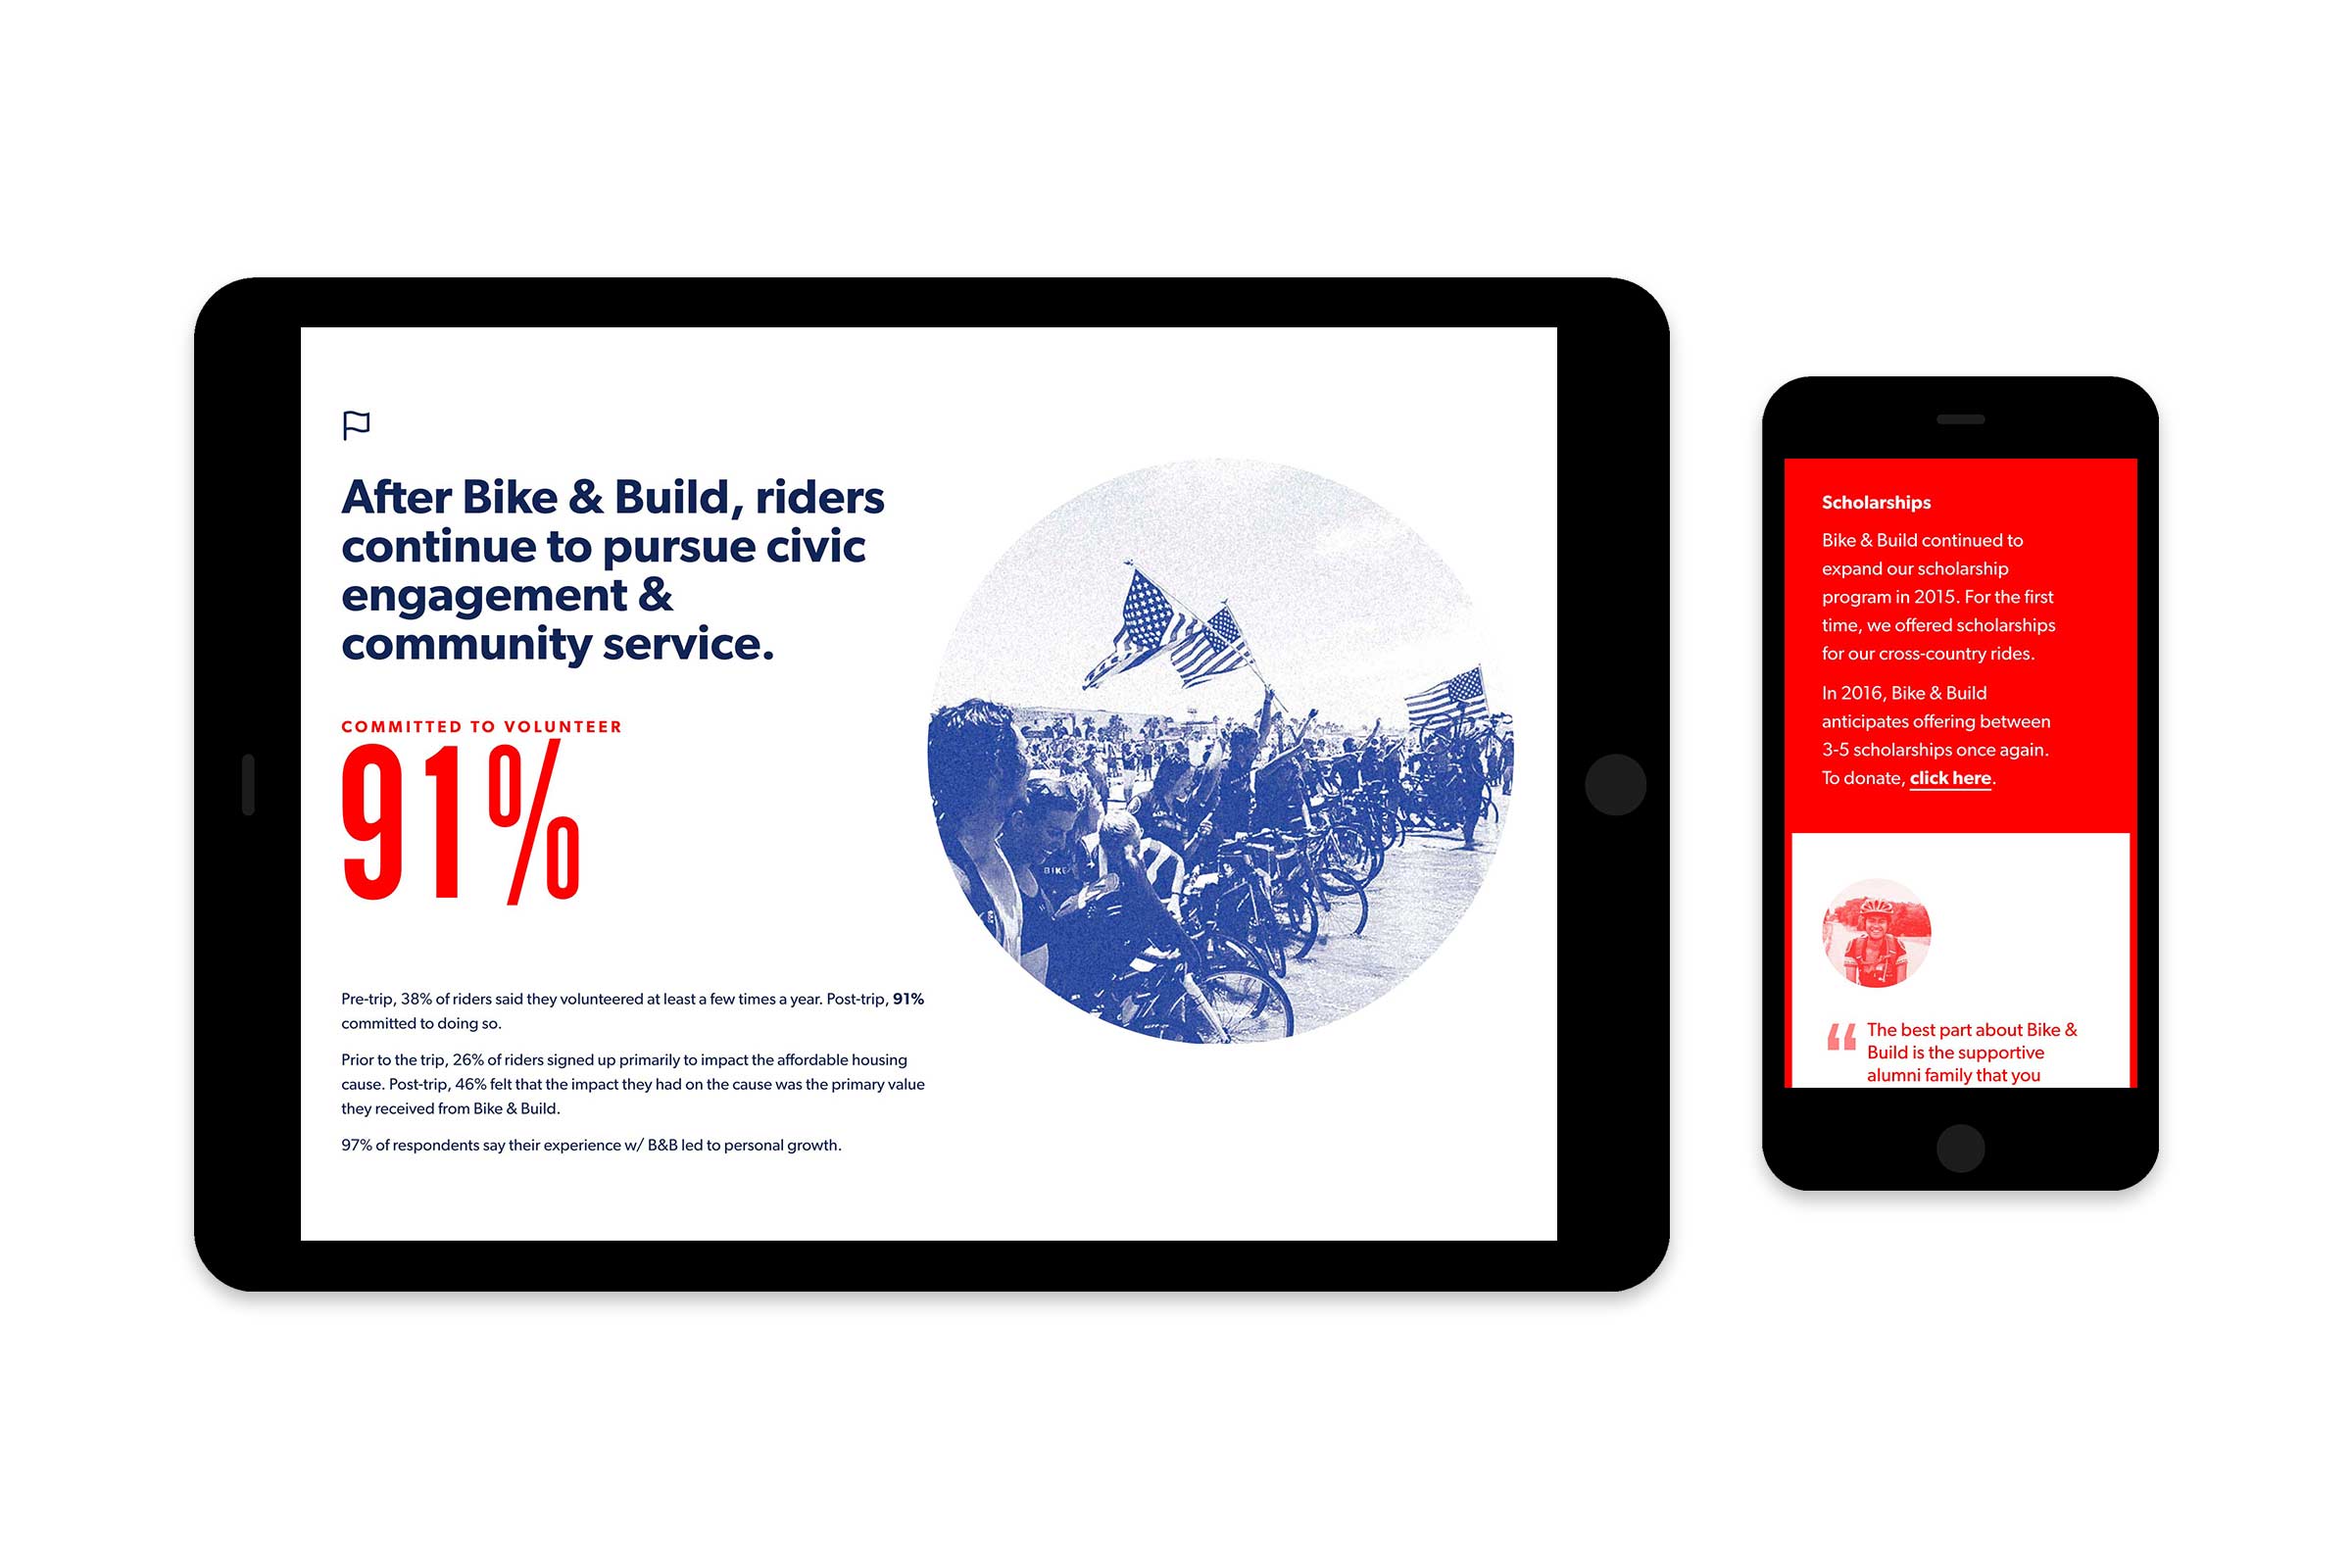 After Bike & Build, riders
continue to pursue civic
engagement &
community service.
COMMITTED TO VOLUNTEER
91%
Pre-trip, 38% of riders said they volunteered at least a few times a year. Post-trip, 91%
committed to doing so.
Prior to the trip, 26% of riders signed up primarily to impact the affordable housing
cause. Post-trip, 46% felt that the impact they had on the cause was the primary value
they received from Bike & Build.
97% of respondents say their experience w/ B&B led to personal growth.
BIKE
Scholarships
Bike & Build continued to
expand our scholarship
program in 2015. For the first
time, we offered scholarships
for our cross-country rides.
In 2016, Bike & Build
anticipates offering between
3-5 scholarships once again.
To donate, click here.
“ The best part about Bike &
Build is the supportive
alumni family that you